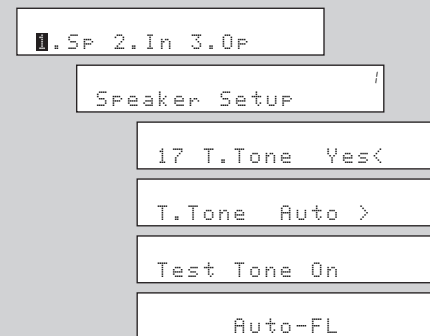 1.Sp 2.In 3.Op
1
Speaker Setup
17 T.Tone Yes<
T.Tone Auto >
Test Tone On
Auto-FL